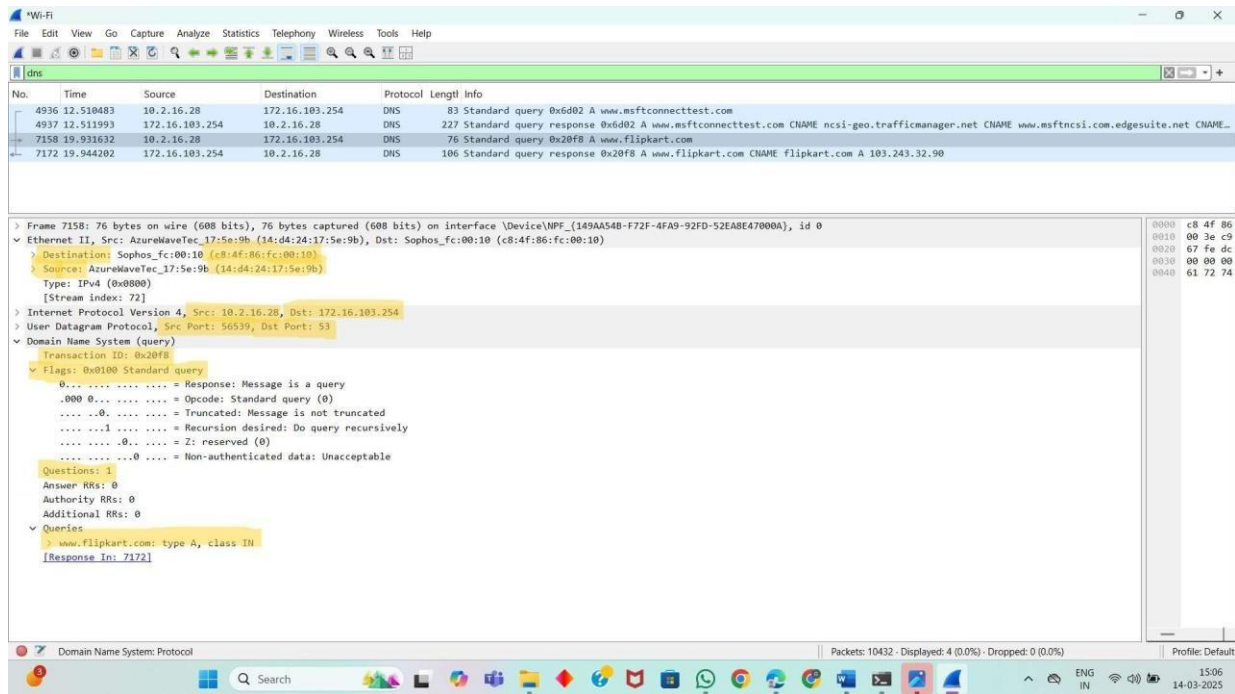 *Wi-Fi
File Edit View Go Capture Analyze Statistics Telephony Wireless Tools Help
dns
No. Time Source Destination Protocol Lengtl Info
4936 12.510483 10.2.16.28 172.16.103.254 DNS 83 Standard query 0x6d02 A www.msftconnecttest.com
4937 12.511993 172.16.103.254 10.2.16.28 DNS 227 Standard query response 0x6d02 A www.msftconnecttest.com CNAME ncsi-geo.trafficmanager.net CNAME www.msftncsi.com.edgesuite.net CNAME…
7158 19.931632 10.2.16.28 172.16.103.254 DNS 76 Standard query 0x20f8 A www.flipkart.com
7172 19.944202 172.16.103.254 10.2.16.28 DNS 106 Standard query response 0x20f8 A www.flipkart.com CNAME flipkart.com A 103.243.32.90
> Frame 7158: 76 bytes on wire (608 bits), 76 bytes captured (608 bits) on interface \Device\NPF_{149AA54B-F72F-4FA9-92FD-52EA8E47000A}, id 0
Ethernet II, Src: AzureWaveTec_17:5e:9b (14:d4:24:17:5e:9b), Dst: Sophos_fc:00:10 (c8:4f:86:fc:00:10)
> Destination: Sophos_fc:00:10 (c8:4f:86:fc:00:10)
> Source: AzureWaveTec_17:5e:9b (14:d4:24:17:5e:9b)
Type: IPv4 (0x0800)
[Stream index: 72]
> Internet Protocol Version 4, Src: 10.2.16.28, Dst: 172.16.103.254
> User Datagram Protocol, Src Port: 56539, Dst Port: 53
Domain Name System (query)
Transaction ID: 0x20f8
Flags: 0x0100 Standard query
0... .... .... .... = Response: Message is a query
.000 0... .... .... = Opcode: Standard query (0)
.... ..0. .... .... = Truncated: Message is not truncated
.... ...1 .... .... = Recursion desired: Do query recursively
.... .... .0.. .... = Z: reserved (0)
.... .... ...0 .... = Non-authenticated data: Unacceptable
Questions: 1
Answer RRs: 0
Authority RRs: 0
Additional RRs: 0
Queries
> www.flipkart.com: type A, class IN
[Response In: 7172]
0000 c8 4f 86
0010 00 3e c9
0020 67 fe dc
0030 00 00 00
0040 61 72 74
Domain Name System: Protocol
Packets: 10432 · Displayed: 4 (0.0%) · Dropped: 0 (0.0%)
Profile: Default
3
Search
ENG
IN
15:06
14-03-2025